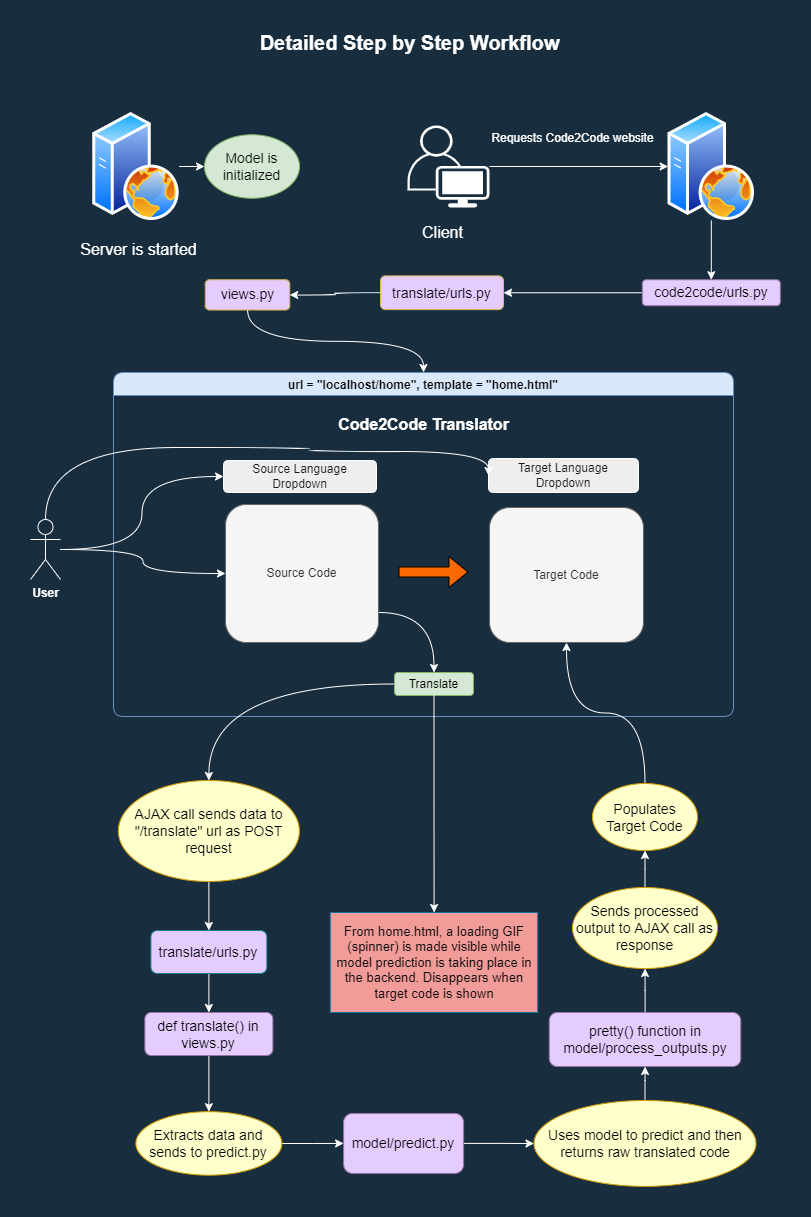 Detailed Step by Step Workflow
Model is
initialized
Requests Code2Code website
Client
Server is started
views.py
translate/urls.py
code2code/urls.py
url = "localhost/home", template = "home.html"
Code2Code Translator
Source Language
Dropdown
Target Language
Dropdown
Source Code
Target Code
User
Translate
AJAX call sends data to
"/translate" url as POST
request
Populates
Target Code
From home.html, a loading GIF
(spinner) is made visible while
model prediction is taking place in
the backend. Disappears when
target code is shown
Sends processed
output to AJAX call as
response
translate/urls.py
def translate() in
views.py
pretty() function in
model/process_outputs.py
Extracts data and
sends to predict.py
model/predict.py
Uses model to predict and then
returns raw translated code